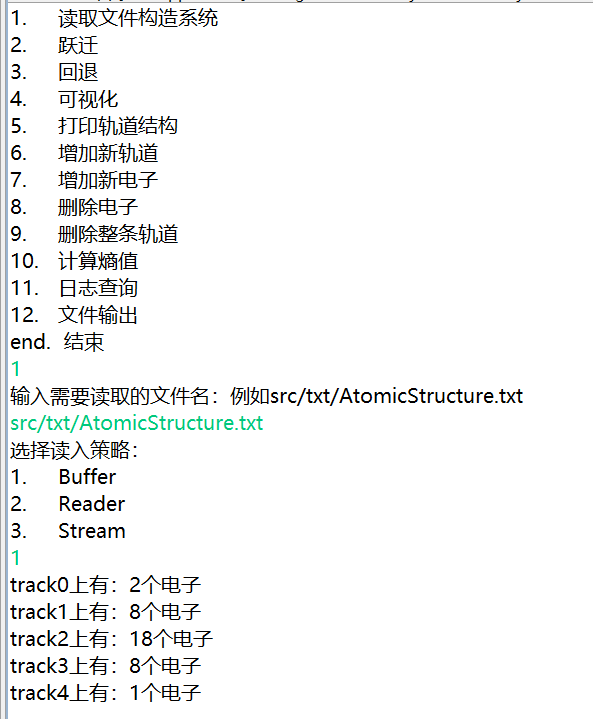 1. 读取文件构造系统
2. 跃迁
3. 回退
4. 可视化
5. 打印轨道结构
6. 增加新轨道
7. 增加新电子
8. 删除电子
9. 删除整条轨道
10. 计算熵值
11. 日志查询
12. 文件输出
end. 结束
1
输入需要读取的文件名：例如src/txt/AtomicStructure.txt
src/txt/AtomicStructure.txt
选择读入策略：
1. Buffer
2. Reader
3. Stream
1
track0上有：2个电子
track1上有：8个电子
track2上有：18个电子
track3上有：8个电子
track4上有：1个电子